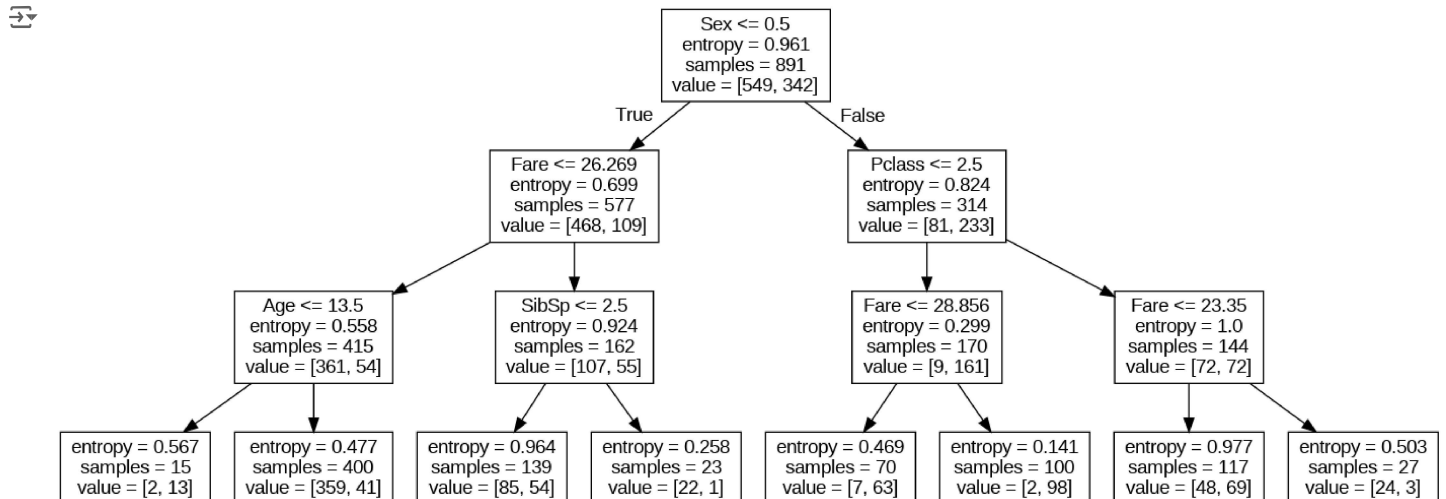 Sex <= 0.5
entropy = 0.961
samples = 891
value = [549, 342]
True
False
Fare <= 26.269
entropy = 0.699
samples = 577
value = [468, 109]
Pclass <= 2.5
entropy = 0.824
samples = 314
value = [81, 233]
Age <= 13.5
entropy = 0.558
samples = 415
value = [361, 54]
SibSp <= 2.5
entropy = 0.924
samples = 162
value = [107, 55]
Fare <= 28.856
entropy = 0.299
samples = 170
value = [9, 161]
Fare <= 23.35
entropy = 1.0
samples = 144
value = [72, 72]
entropy = 0.567
samples = 15
value = [2, 13]
entropy = 0.477
samples = 400
value = [359, 41]
entropy = 0.964
samples = 139
value = [85, 54]
entropy = 0.258
samples = 23
value = [22, 1]
entropy = 0.469
samples = 70
value = [7, 63]
entropy = 0.141
samples = 100
value = [2, 98]
entropy = 0.977
samples = 117
value = [48, 69]
entropy = 0.503
samples = 27
value = [24, 3]